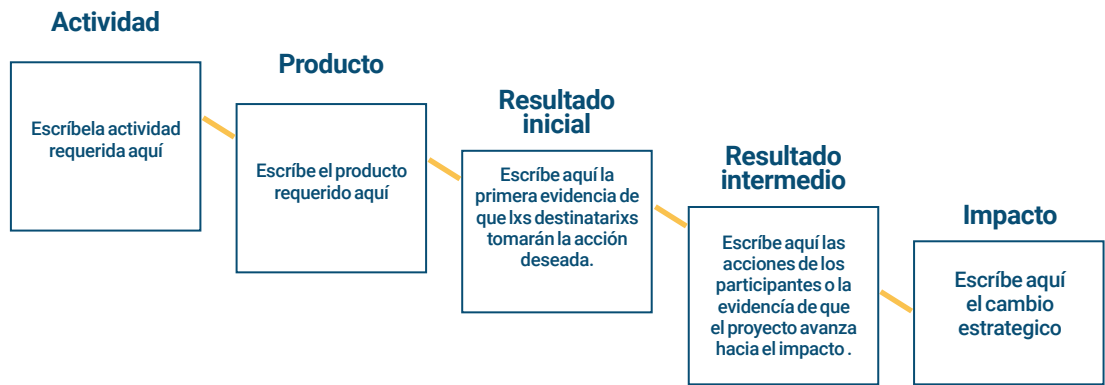 Actividad
Escríbela actividad
requerida aquí
Producto
Escríbe el producto
requerido aquí
Resultado
inicial
Escríbe aquí la
primera evidencia de
que lxs destinatarixs
tomarán la acción
deseada.
Resultado
intermedio
Escríbe aquí las
acciones de los
participantes o la
evidencía de que
el proyecto avanza
hacia el impacto .
Impacto
Escríbe aquí
el cambio
estrategico